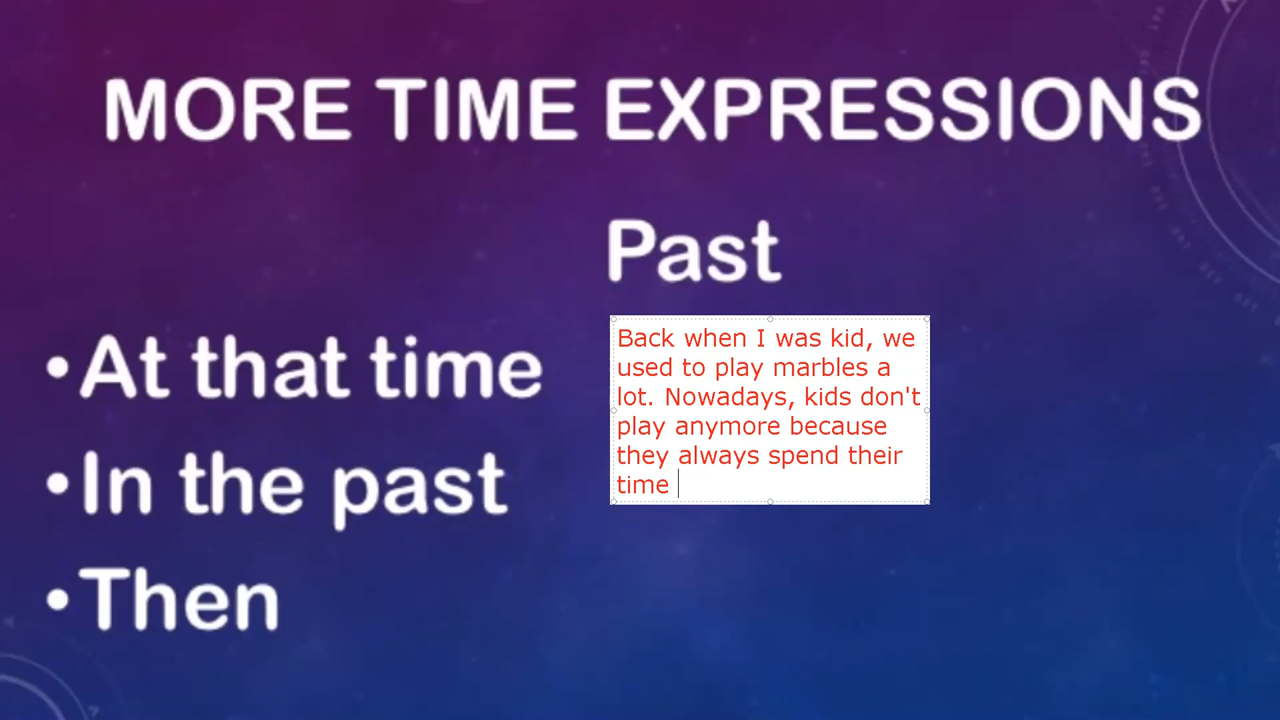 MORE TIME EXPRESSIONS
Past
•At that time
•In the past
•Then
Back when I was kid, we
used to play marbles a
lot. Nowadays, kids don't
play anymore because
they always spend their
time